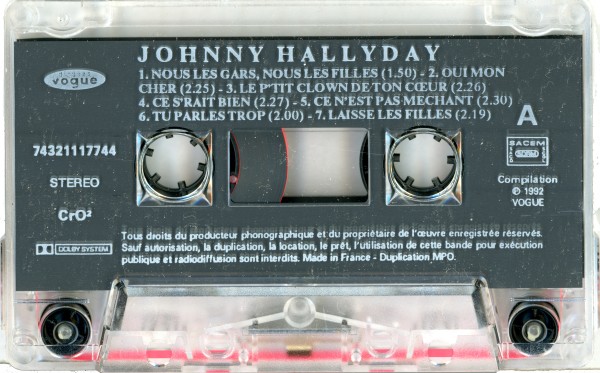 JOHNNY HALLYDAY
vogue
1. NOUS LES GARS, NOUS LES FILLES (1.50) - 2. OUI MON
CHER (2.25) - 3. LE P'TIT CLOWN DE TON CŒUR (2.26)
4. CE S'RAIT BIEN (2.27) - 5. CE N'EST PAS MECHANT (2.30)
6. TU PARLES TROP (2.00) - 7. LAISSE LES FILLES (2.19)
A
74321117744
STEREO
CrO²
SACEM
Compilation
℗ 1992
VOGUE
DOLBY SYSTEM
Tous droits du producteur phonographique et du propriétaire de l'œuvre enregistrée réservés.
Sauf autorisation, la duplication, la location, le prêt, l'utilisation de cette bande pour exécution
publique et radiodiffusion sont interdits. Made in France - Duplication MPO.